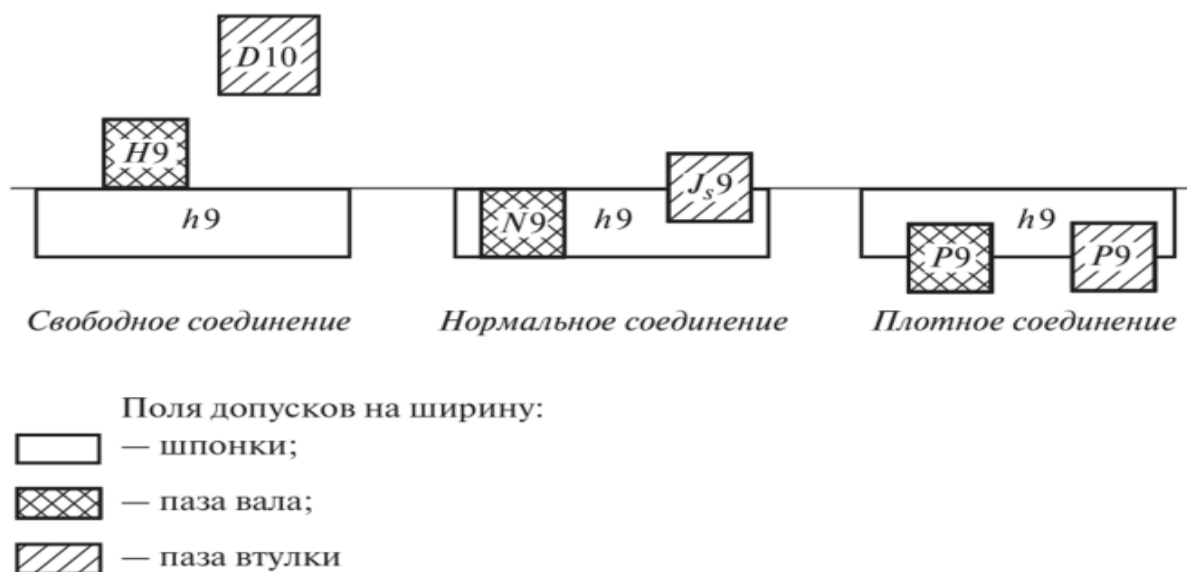 D10
H9
h9
N9
h9
Js9
h9
P9
P9
Свободное соединение
Нормальное соединение
Плотное соединение
Поля допусков на ширину:
— шпонки;
— паза вала;
— паза втулки